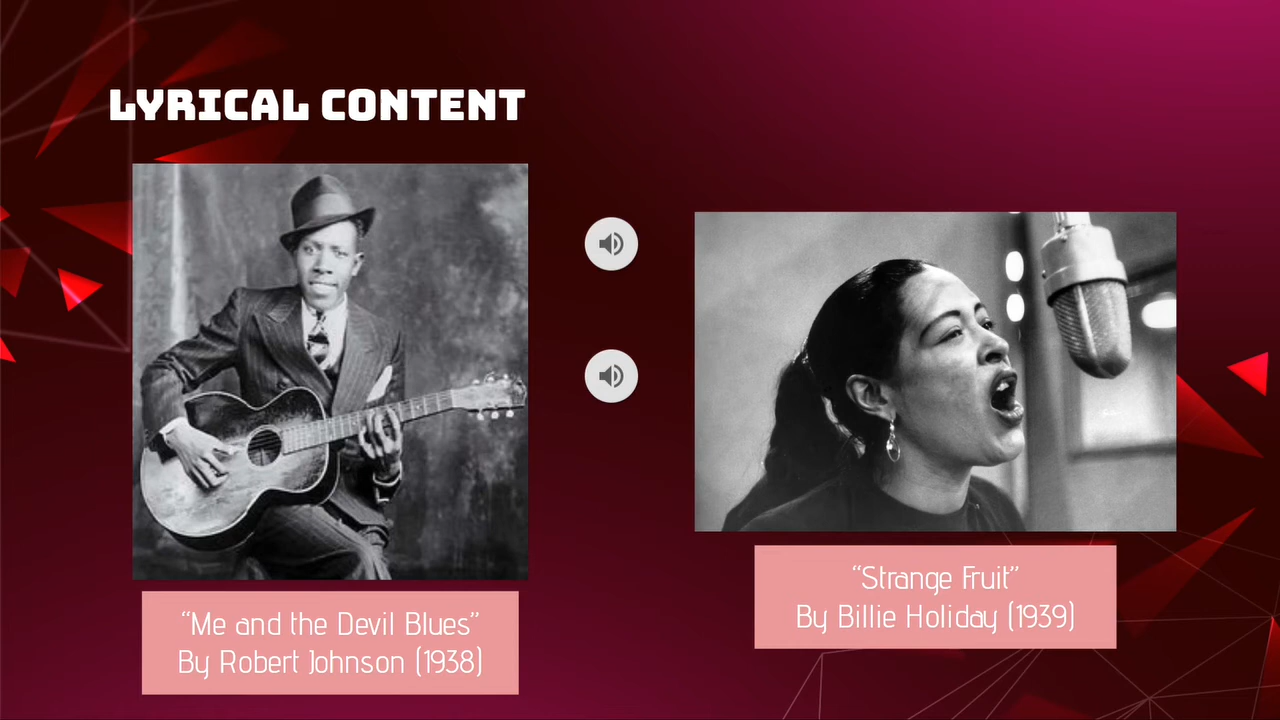 LYRICAL CONTENT
“Me and the Devil Blues”
By Robert Johnson (1938)
“Strange Fruit”
By Billie Holiday (1939)